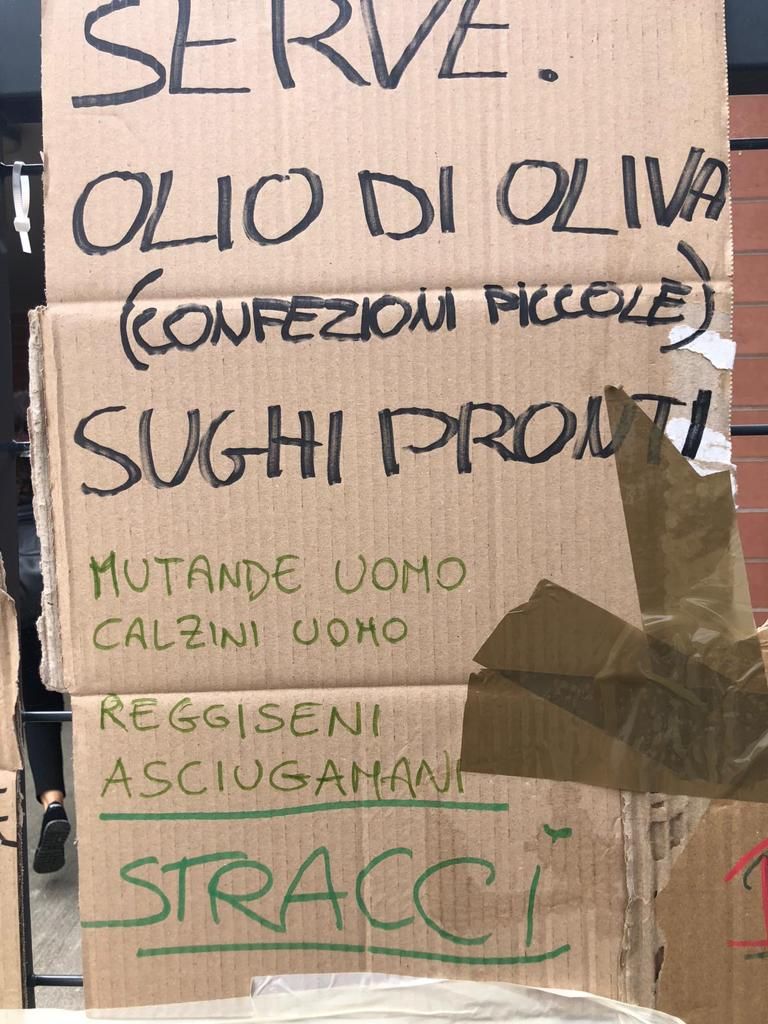 SERVE.
OLIO DI OLIVA
(CONFEZIONI PICCOLE)
SUGHI PRONTI
MUTANDE UOMO
CALZINI UOMO
REGGISENI
ASCIUGAMANI
STRACCI